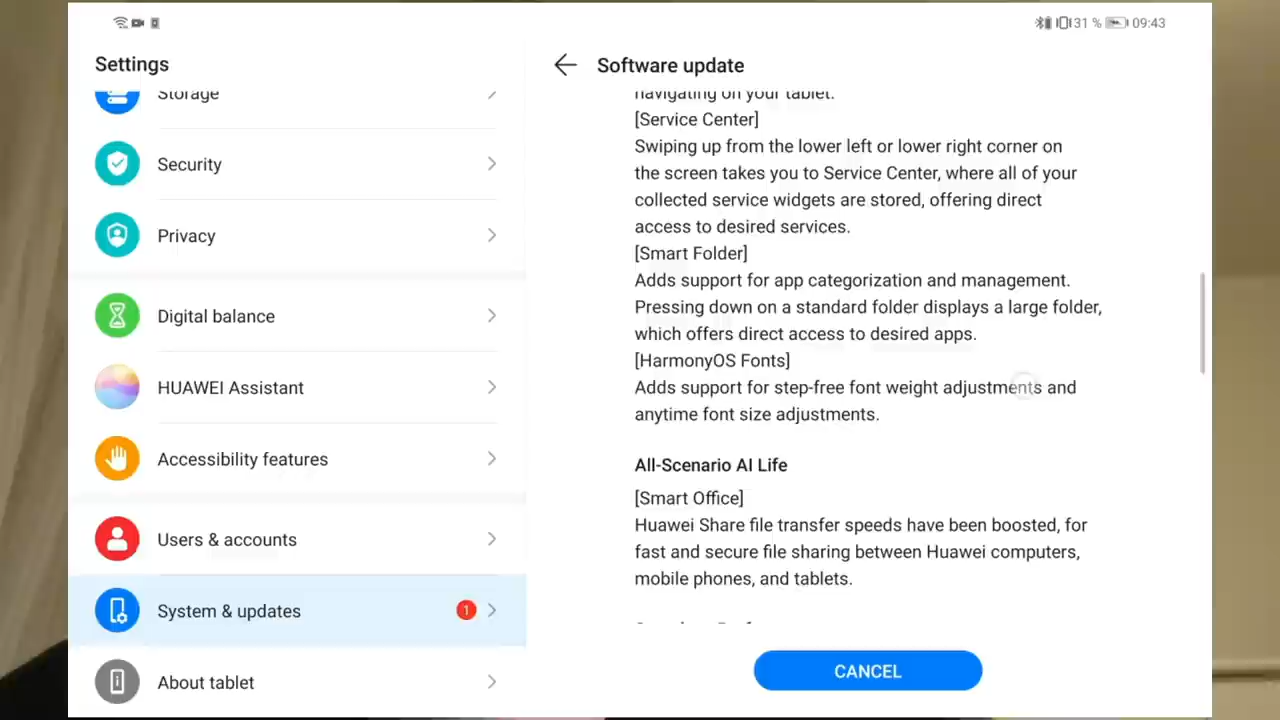 31 %
09:43
Settings
Storage
Security
Privacy
Digital balance
HUAWEI Assistant
Accessibility features
Users & accounts
System & updates
1
About tablet
Software update
navigating on your tablet.
[Service Center]
Swiping up from the lower left or lower right corner on
the screen takes you to Service Center, where all of your
collected service widgets are stored, offering direct
access to desired services.
[Smart Folder]
Adds support for app categorization and management.
Pressing down on a standard folder displays a large folder,
which offers direct access to desired apps.
[HarmonyOS Fonts]
Adds support for step-free font weight adjustments and
anytime font size adjustments.
All-Scenario AI Life
[Smart Office]
Huawei Share file transfer speeds have been boosted, for
fast and secure file sharing between Huawei computers,
mobile phones, and tablets.
CANCEL